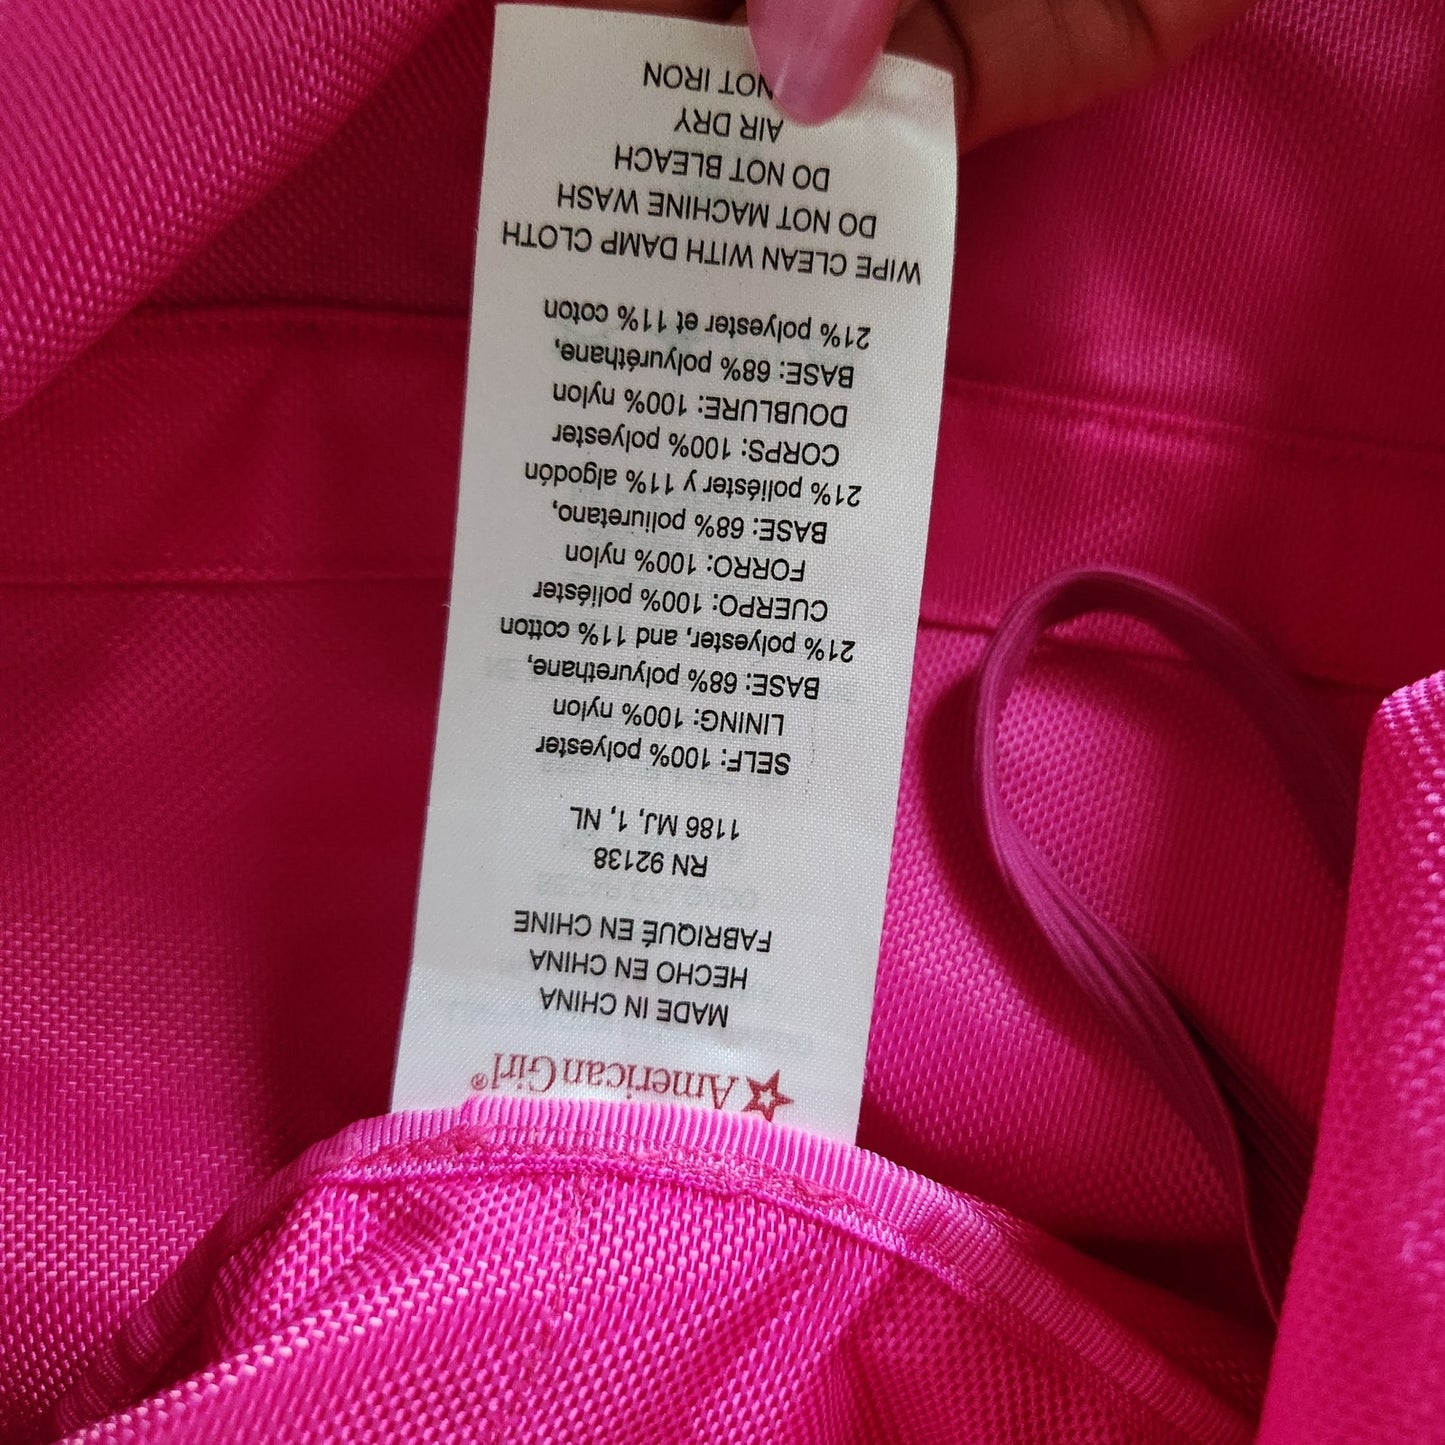 American Girl®
MADE IN CHINA
HECHO EN CHINA
FABRIQUÉ EN CHINE
RN 92138
1186 MJ, 1, NL
SELF: 100% polyester
LINING: 100% nylon
BASE: 68% polyurethane,
21% polyester, and 11% cotton
CUERPO: 100% poliéster
FORRO: 100% nylon
BASE: 68% poliuretano,
21% poliéster y 11% algodón
CORPS: 100% polyester
DOUBLURE: 100% nylon
BASE: 68% polyuréthane,
21% polyester et 11% coton
WIPE CLEAN WITH DAMP CLOTH
DO NOT MACHINE WASH
DO NOT BLEACH
AIR DRY
NOT IRON